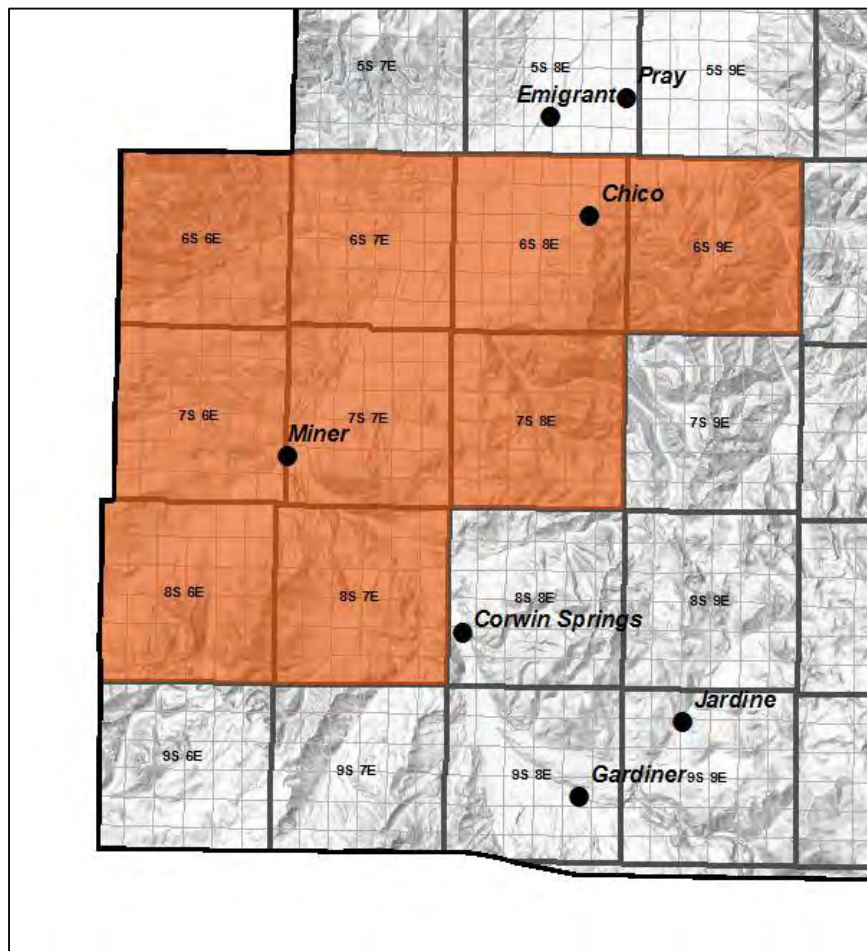 5S 7E
5S 8E
5S 9E
Pray
Emigrant
Chico
6S 6E
6S 7E
6S 8E
6S 9E
7S 6E
7S 7E
7S 8E
7S 9E
Miner
8S 6E
8S 7E
8S 8E
8S 9E
Corwin Springs
Jardine
9S 6E
9S 7E
9S 8E
Gardiner
9S 9E